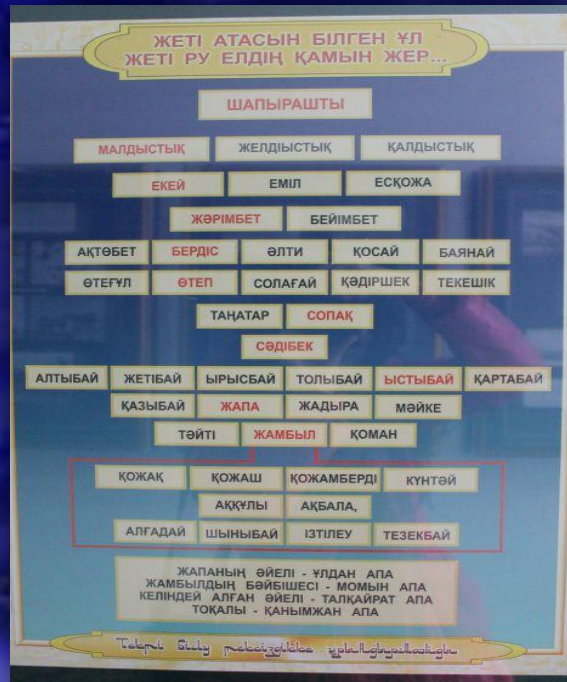 ЖЕТІ АТАСЫН БІЛГЕН ҰЛ
ЖЕТІ РУ ЕЛДІҢ ҚАМЫН ЖЕР...
ШАПЫРАШТЫ
МАЛДЫСТЫҚ ЖЕЛДІЫСТЫҚ ҚАЛДЫСТЫҚ
ЕКЕЙ ЕМІЛ ЕСҚОЖА
ЖӘРІМБЕТ БЕЙІМБЕТ
АҚТӨБЕТ БЕРДІС ӘЛТИ ҚОСАЙ БАЯНАЙ
ӨТЕҒҰЛ ӨТЕП СОЛАҒАЙ ҚӘДІРШЕК ТЕКЕШІК
ТАҢАТАР СОПАҚ
СӘДІБЕК
АЛТЫБАЙ ЖЕТІБАЙ ЫРЫСБАЙ ТОЛЫБАЙ ЫСТЫБАЙ ҚАРТАБАЙ
ҚАЗЫБАЙ ЖАПА ЖАДЫРА МӘЙКЕ
ТӘЙТІ ЖАМБЫЛ ҚОМАН
ҚОЖАҚ ҚОЖАШ ҚОЖАМБЕРДІ КҮНТӘЙ
АҚҚҰЛЫ АҚБАЛА,
АЛҒАДАЙ ШЫНЫБАЙ ІЗТІЛЕУ ТЕЗЕКБАЙ
ЖАПАНЫҢ ӘЙЕЛІ - ҰЛДАН АПА
ЖАМБЫЛДЫҢ БӘЙБІШЕСІ - МОМЫН АПА
КЕЛІНДЕЙ АЛҒАН ӘЙЕЛІ - ТАЛҚАЙРАТ АПА
ТОҚАЛЫ - ҚАНЫМЖАН АПА